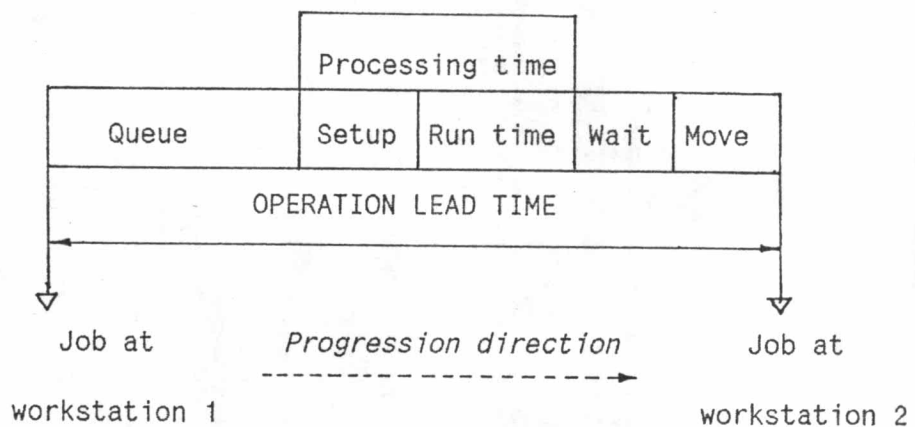 Processing time
Queue
Setup
Run time
Wait
Move
OPERATION LEAD TIME
Job at
workstation 1
Progression direction
Job at
workstation 2